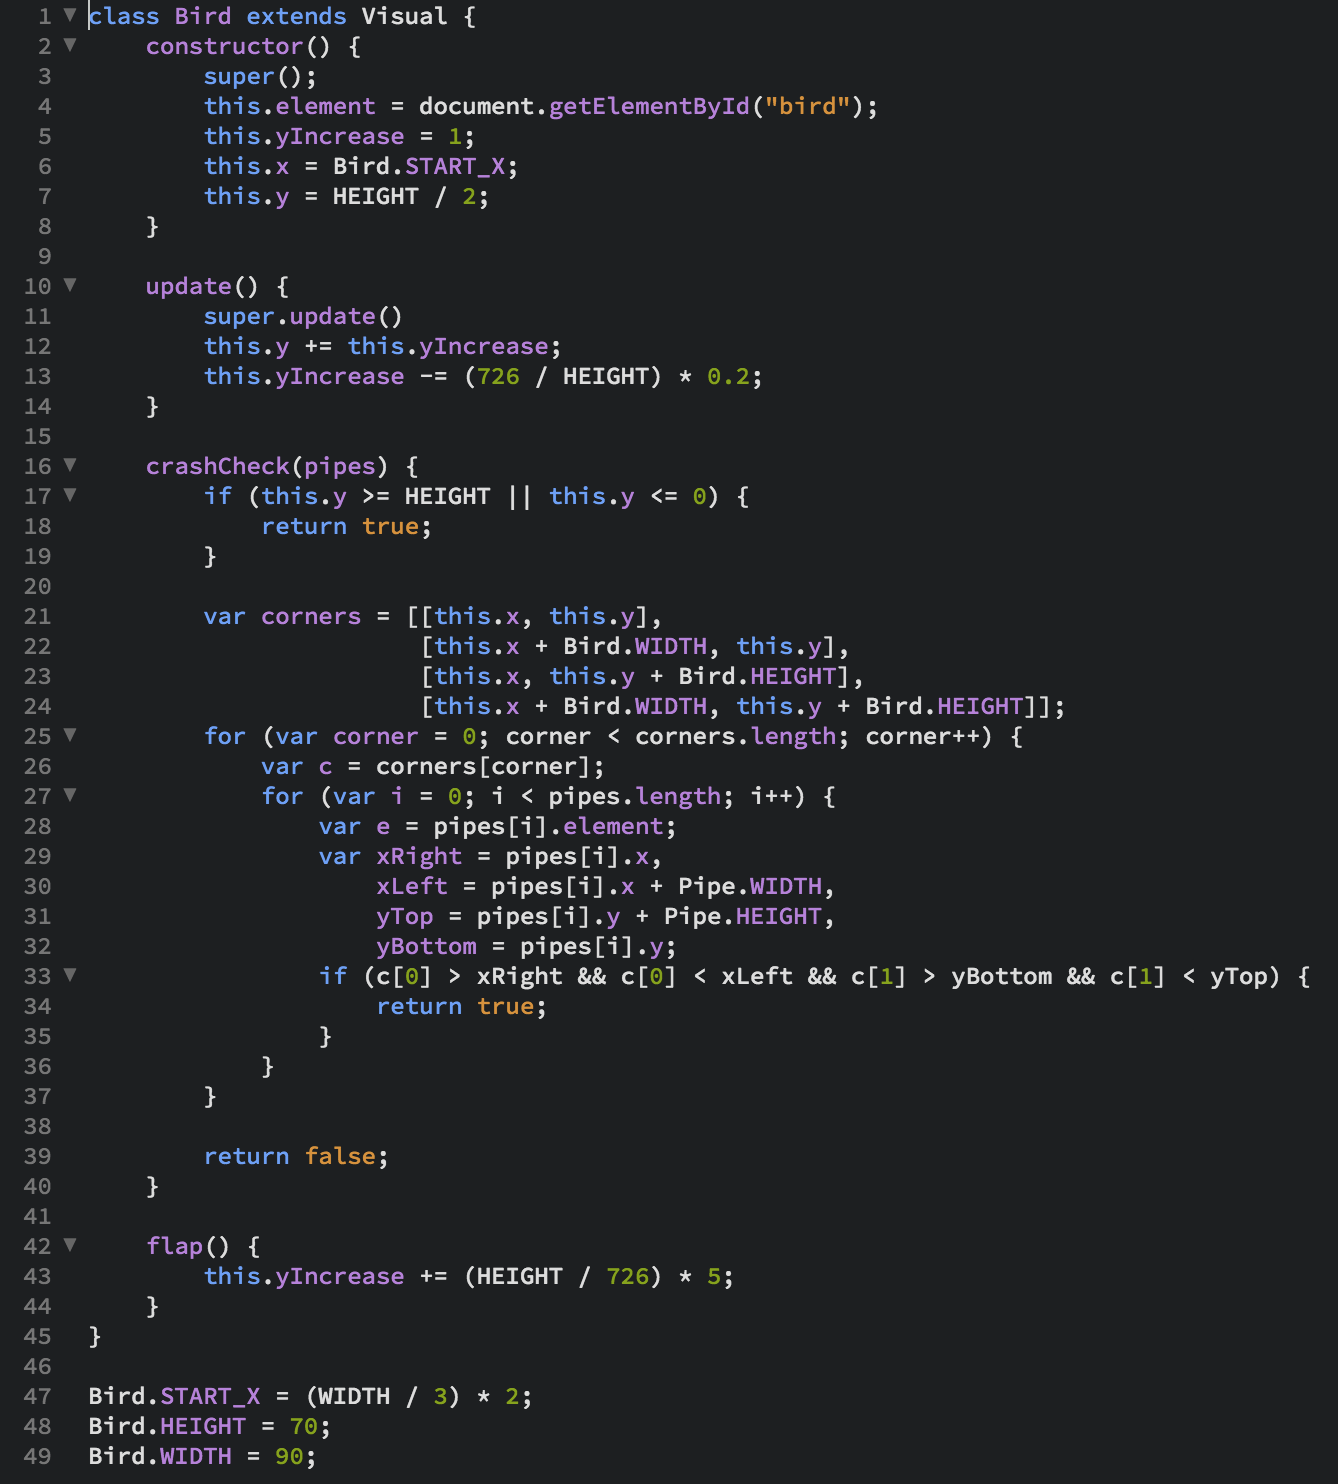 1 ▼ class Bird extends Visual {
2 ▼     constructor() {
3         super();
4         this.element = document.getElementById("bird");
5         this.yIncrease = 1;
6         this.x = Bird.START_X;
7         this.y = HEIGHT / 2;
8     }
9
10 ▼     update() {
11         super.update()
12         this.y += this.yIncrease;
13         this.yIncrease -= (726 / HEIGHT) * 0.2;
14     }
15
16 ▼     crashCheck(pipes) {
17 ▼         if (this.y >= HEIGHT || this.y <= 0) {
18             return true;
19         }
20
21         var corners = [[this.x, this.y],
22                        [this.x + Bird.WIDTH, this.y],
23                        [this.x, this.y + Bird.HEIGHT],
24                        [this.x + Bird.WIDTH, this.y + Bird.HEIGHT]];
25 ▼         for (var corner = 0; corner < corners.length; corner++) {
26             var c = corners[corner];
27 ▼             for (var i = 0; i < pipes.length; i++) {
28                 var e = pipes[i].element;
29                 var xRight = pipes[i].x,
30                     xLeft = pipes[i].x + Pipe.WIDTH,
31                     yTop = pipes[i].y + Pipe.HEIGHT,
32                     yBottom = pipes[i].y;
33 ▼                 if (c[0] > xRight && c[0] < xLeft && c[1] > yBottom && c[1] < yTop) {
34                     return true;
35                 }
36             }
37         }
38
39         return false;
40     }
41
42 ▼     flap() {
43         this.yIncrease += (HEIGHT / 726) * 5;
44     }
45 }
46
47 Bird.START_X = (WIDTH / 3) * 2;
48 Bird.HEIGHT = 70;
49 Bird.WIDTH = 90;